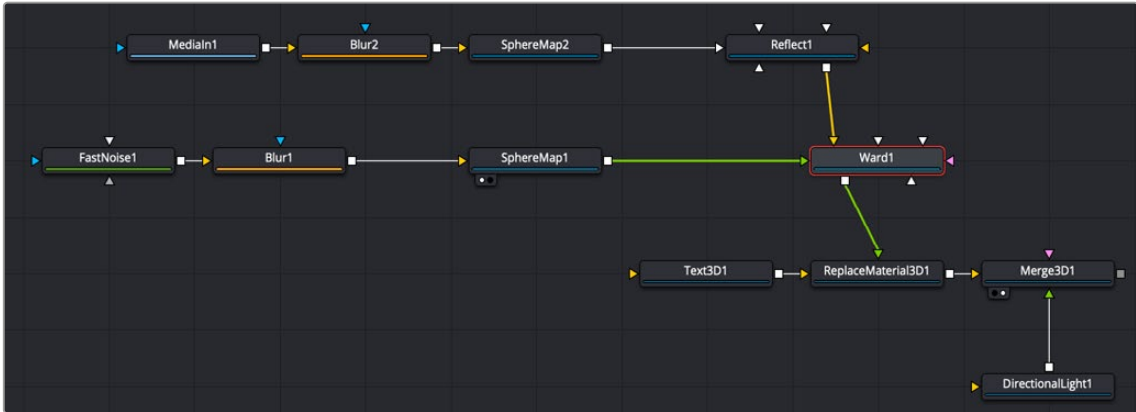 MediaIn1
Blur2
SphereMap2
Reflect1
FastNoise1
Blur1
SphereMap1
Ward1
Text3D1
ReplaceMaterial3D1
Merge3D1
DirectionalLight1